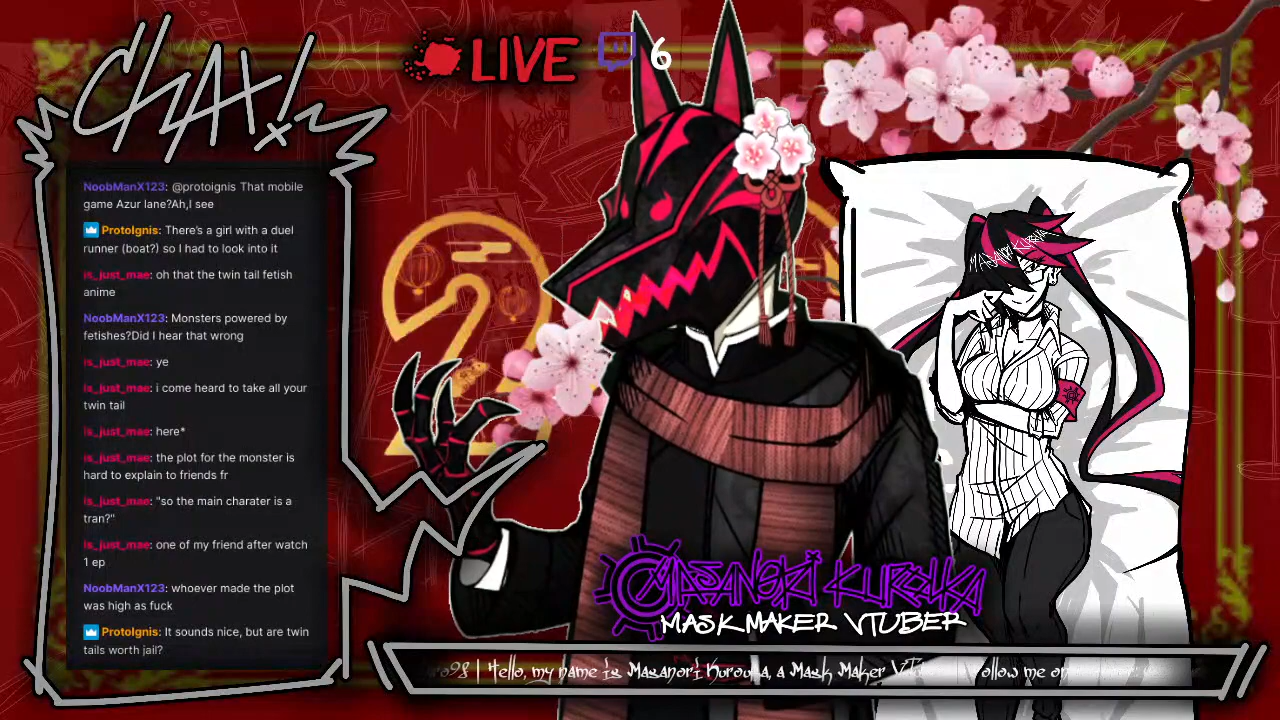 CHAT!
LIVE
6
NoobManX123: @protoignis That mobile
game Azur lane?Ah,I see
ProtoIgnis: There's a girl with a duel
runner (boat?) so I had to look into it
is_just_mae: oh that the twin tail fetish
anime
NoobManX123: Monsters powered by
fetishes?Did I hear that wrong
is_just_mae: ye
is_just_mae: i come heard to take all your
twin tail
is_just_mae: here*
is_just_mae: the plot for the monster is
hard to explain to friends fr
is_just_mae: "so the main charater is a
tran?"
is_just_mae: one of my friend after watch
1 ep
NoobManX123: whoever made the plot
was high as fuck
ProtoIgnis: It sounds nice, but are twin
tails worth jail?
MASANORI KUROUKA
MASK MAKER VTUBER
| Hello, my name is Masanori Kurouka, a Mask Maker